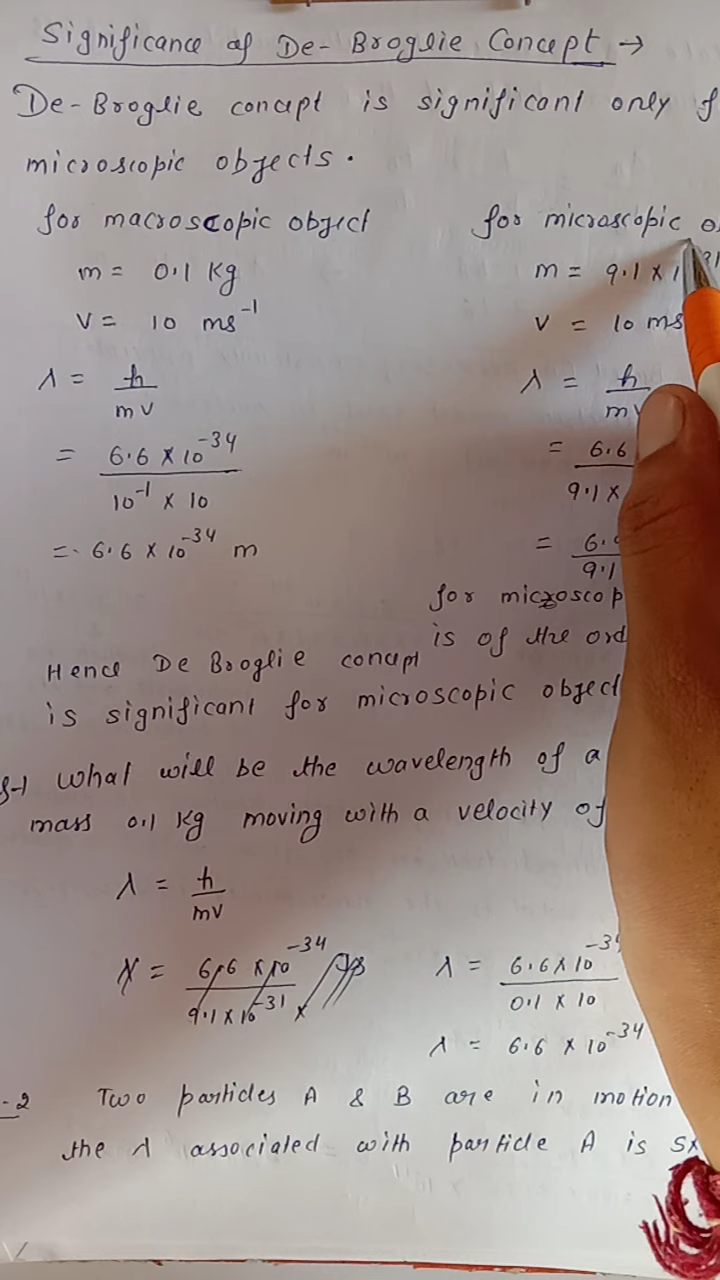 Significance of De-Broglie Concept →
De-Broglie concept is significant only
microscopic objects.
for macroscopic object
m = 0.1 kg
v = 10 ms⁻¹
λ = h/mv
= 6.6 × 10⁻³⁴ / 10⁻¹ × 10
= 6.6 × 10⁻³⁴ m
for microscopic
m = 9.1 ×
v = 10 ms
λ = h/mv
= 6.6 / 9.1 ×
= 6. / 9.1
for microscop
is of the ord
Hence De Broglie concept
is significant for microscopic object
What will be the wavelength of a
mass 0.1 kg moving with a velocity of
λ = h/mv
λ = 6.6 × 10⁻³⁴ / 9.1 × 10⁻³¹ ×
λ = 6.6 × 10⁻³⁴ / 0.1 × 10
λ = 6.6 × 10⁻³⁴
-2 Two particles A & B are in motion
the λ associated with particle A is 5×